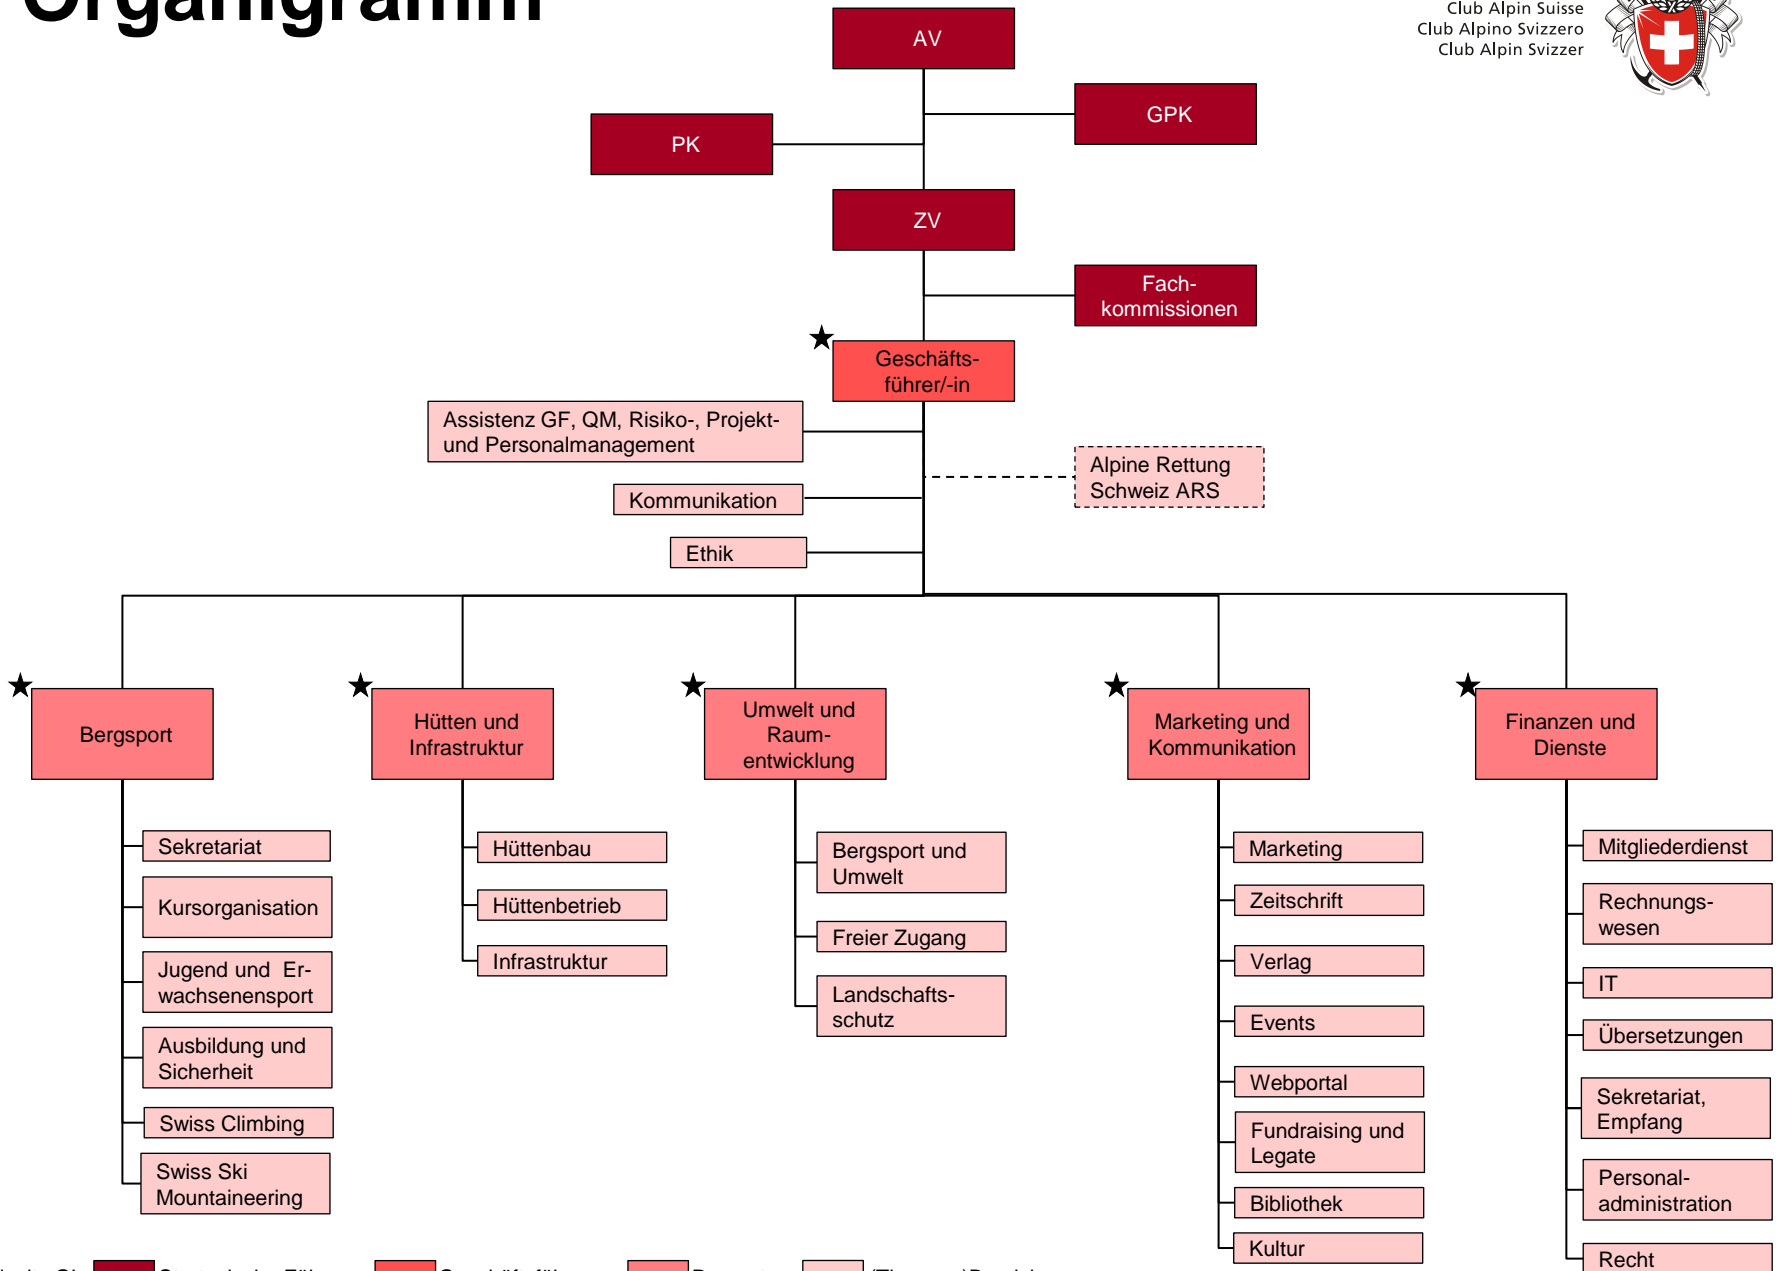 Organigramm
Club Alpin Suisse
Club Alpino Svizzero
Club Alpin Svizzer
AV
GPK
PK
ZV
Fach-
kommissionen
Geschäfts-
führer/-in
Assistenz GF, QM, Risiko-, Projekt-
und Personalmanagement
Alpine Rettung
Schweiz ARS
Kommunikation
Ethik
Bergsport
Sekretariat
Kursorganisation
Jugend und Er-
wachsenensport
Ausbildung und
Sicherheit
Swiss Climbing
Swiss Ski
Mountaineering
Hütten und
Infrastruktur
Hüttenbau
Hüttenbetrieb
Infrastruktur
Umwelt und
Raum-
entwicklung
Bergsport und
Umwelt
Freier Zugang
Landschafts-
schutz
Marketing und
Kommunikation
Marketing
Zeitschrift
Verlag
Events
Webportal
Fundraising und
Legate
Bibliothek
Kultur
Finanzen und
Dienste
Mitgliederdienst
Rechnungs-
wesen
IT
Übersetzungen
Sekretariat,
Empfang
Personal-
administration
Recht